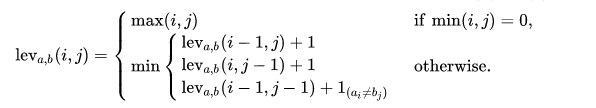 max(i, j) if min(i, j) = 0,
lev_{a,b}(i − 1, j) + 1
lev_{a,b}(i, j) = min lev_{a,b}(i, j − 1) + 1 otherwise.
lev_{a,b}(i − 1, j − 1) + 1_{(a_i≠b_j)}